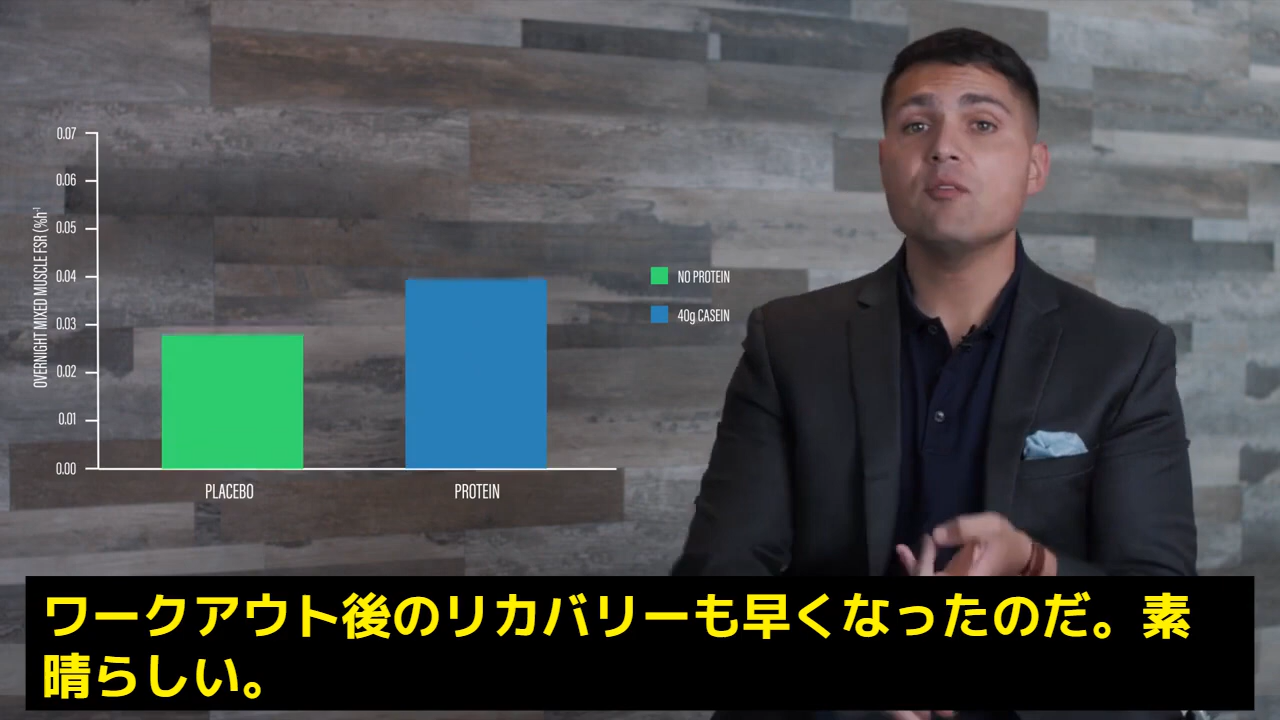 0.07
0.06
0.05
0.04
0.03
0.02
0.01
0.00
OVERNIGHT MIXED MUSCLE FSR (%h¹
NO PROTEIN
40g CASEIN
PLACEBO
PROTEIN
ワークアウト後のリカバリーも早くなったのだ。素
晴らしい。